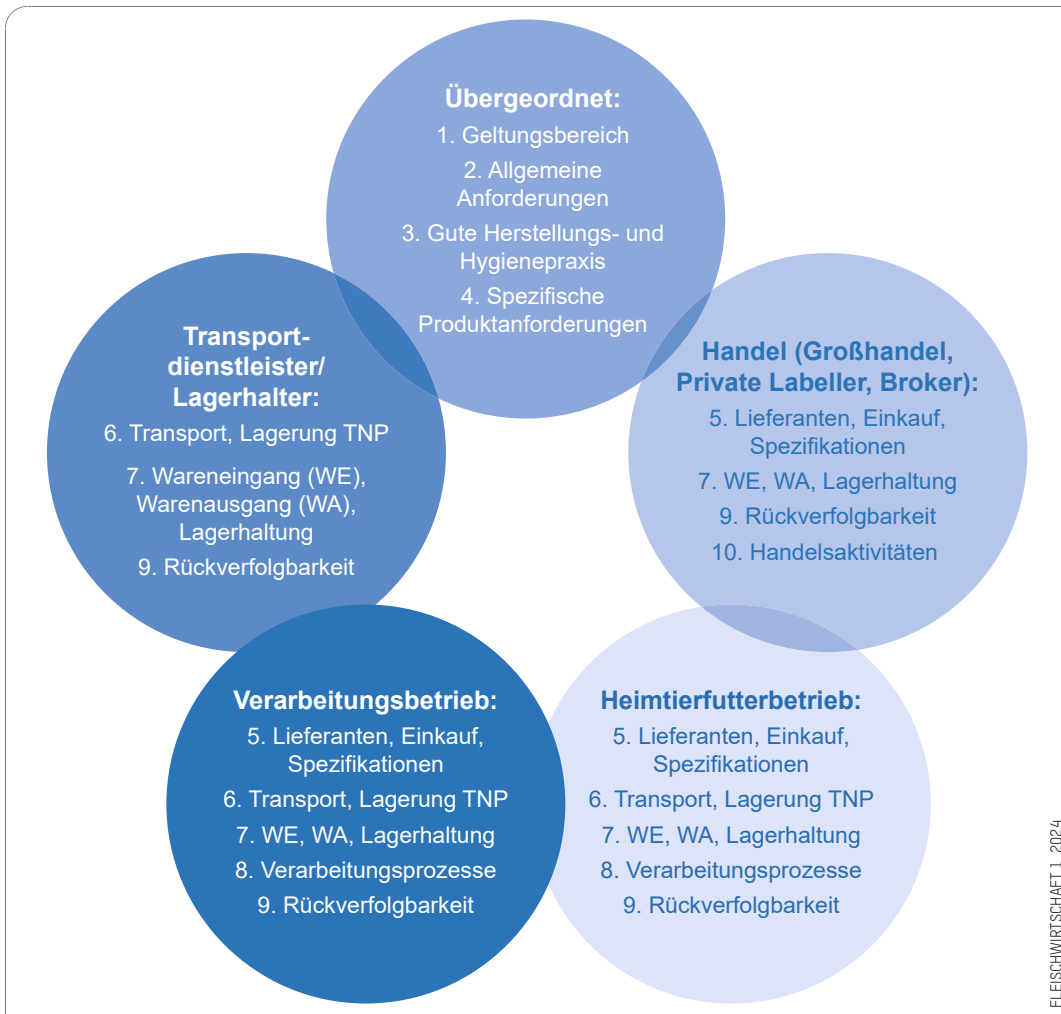 Übergeordnet:
1. Geltungsbereich
2. Allgemeine
Anforderungen
3. Gute Herstellungs- und
Hygienepraxis
4. Spezifische
Produktanforderungen
Transport-
dienstleister/
Lagerhalter:
6. Transport, Lagerung TNP
7. Wareneingang (WE),
Warenausgang (WA),
Lagerhaltung
9. Rückverfolgbarkeit
Handel (Großhandel,
Private Labeller, Broker):
5. Lieferanten, Einkauf,
Spezifikationen
7. WE, WA, Lagerhaltung
9. Rückverfolgbarkeit
10. Handelsaktivitäten
Verarbeitungsbetrieb:
5. Lieferanten, Einkauf,
Spezifikationen
6. Transport, Lagerung TNP
7. WE, WA, Lagerhaltung
8. Verarbeitungsprozesse
9. Rückverfolgbarkeit
Heimtierfutterbetrieb:
5. Lieferanten, Einkauf,
Spezifikationen
6. Transport, Lagerung TNP
7. WE, WA, Lagerhaltung
8. Verarbeitungsprozesse
9. Rückverfolgbarkeit
FLEISCHWIRTSCHAFT 1_2024